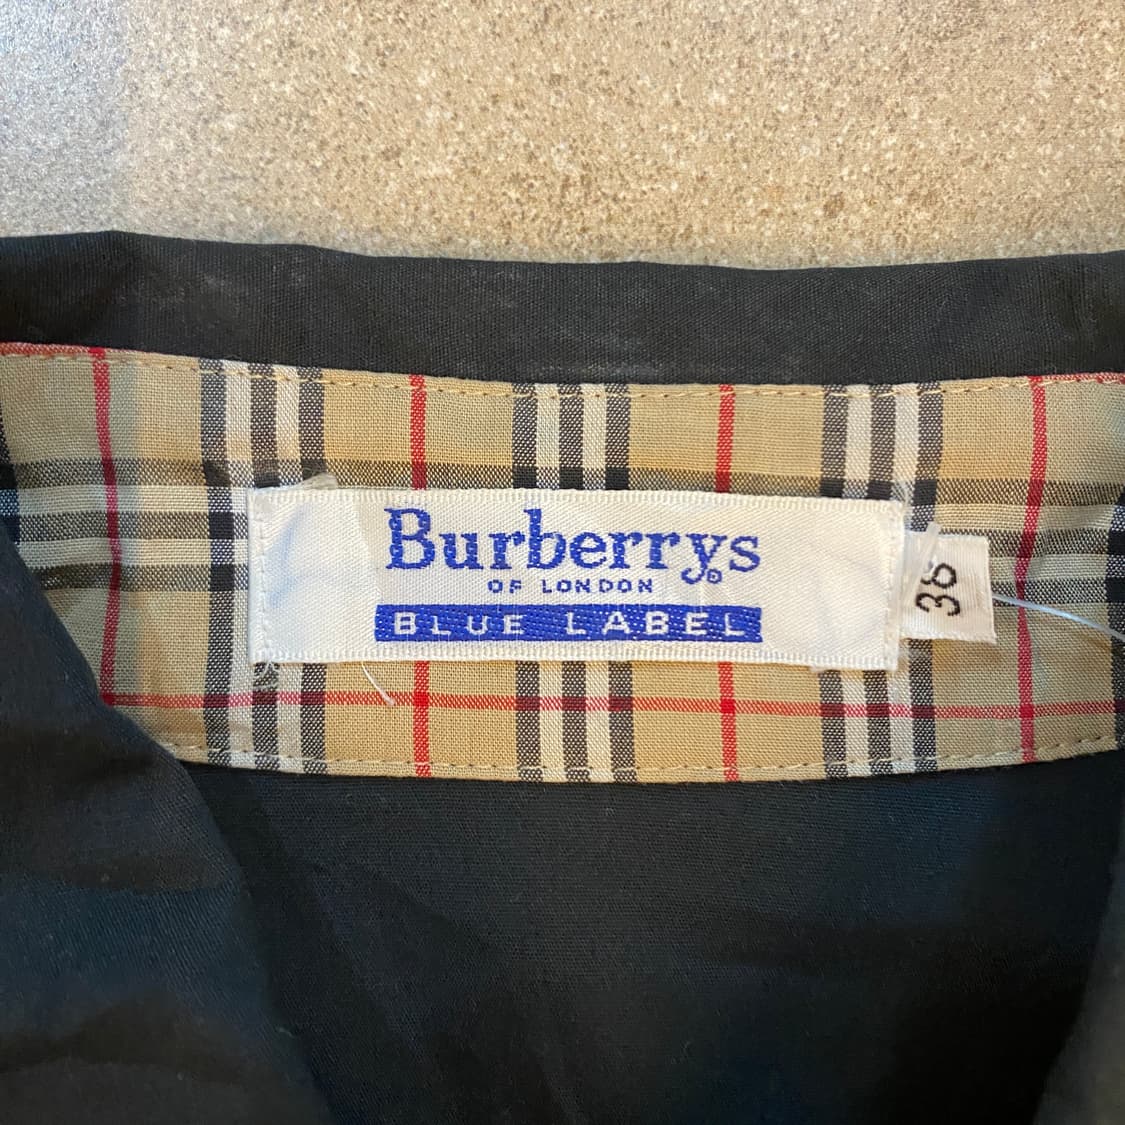 Burberrys®
OF LONDON
BLUE LABEL
38